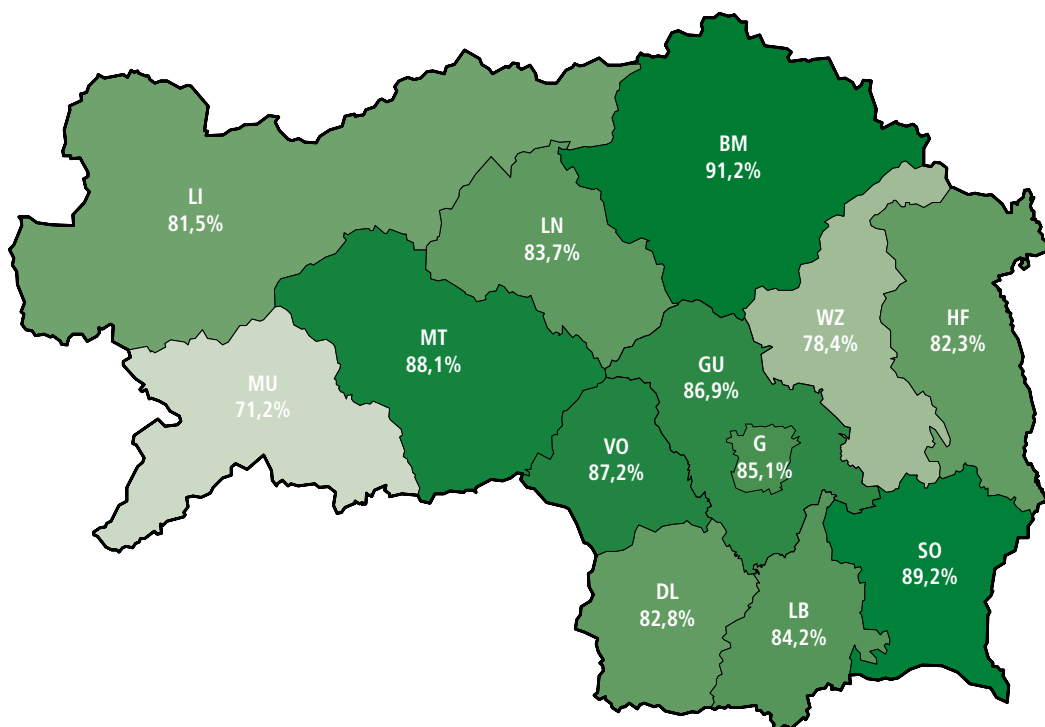 BM
91,2%
LI
81,5%
LN
83,7%
WZ
78,4%
HF
82,3%
MT
88,1%
GU
86,9%
MU
71,2%
VO
87,2%
G
85,1%
SO
89,2%
DL
82,8%
LB
84,2%